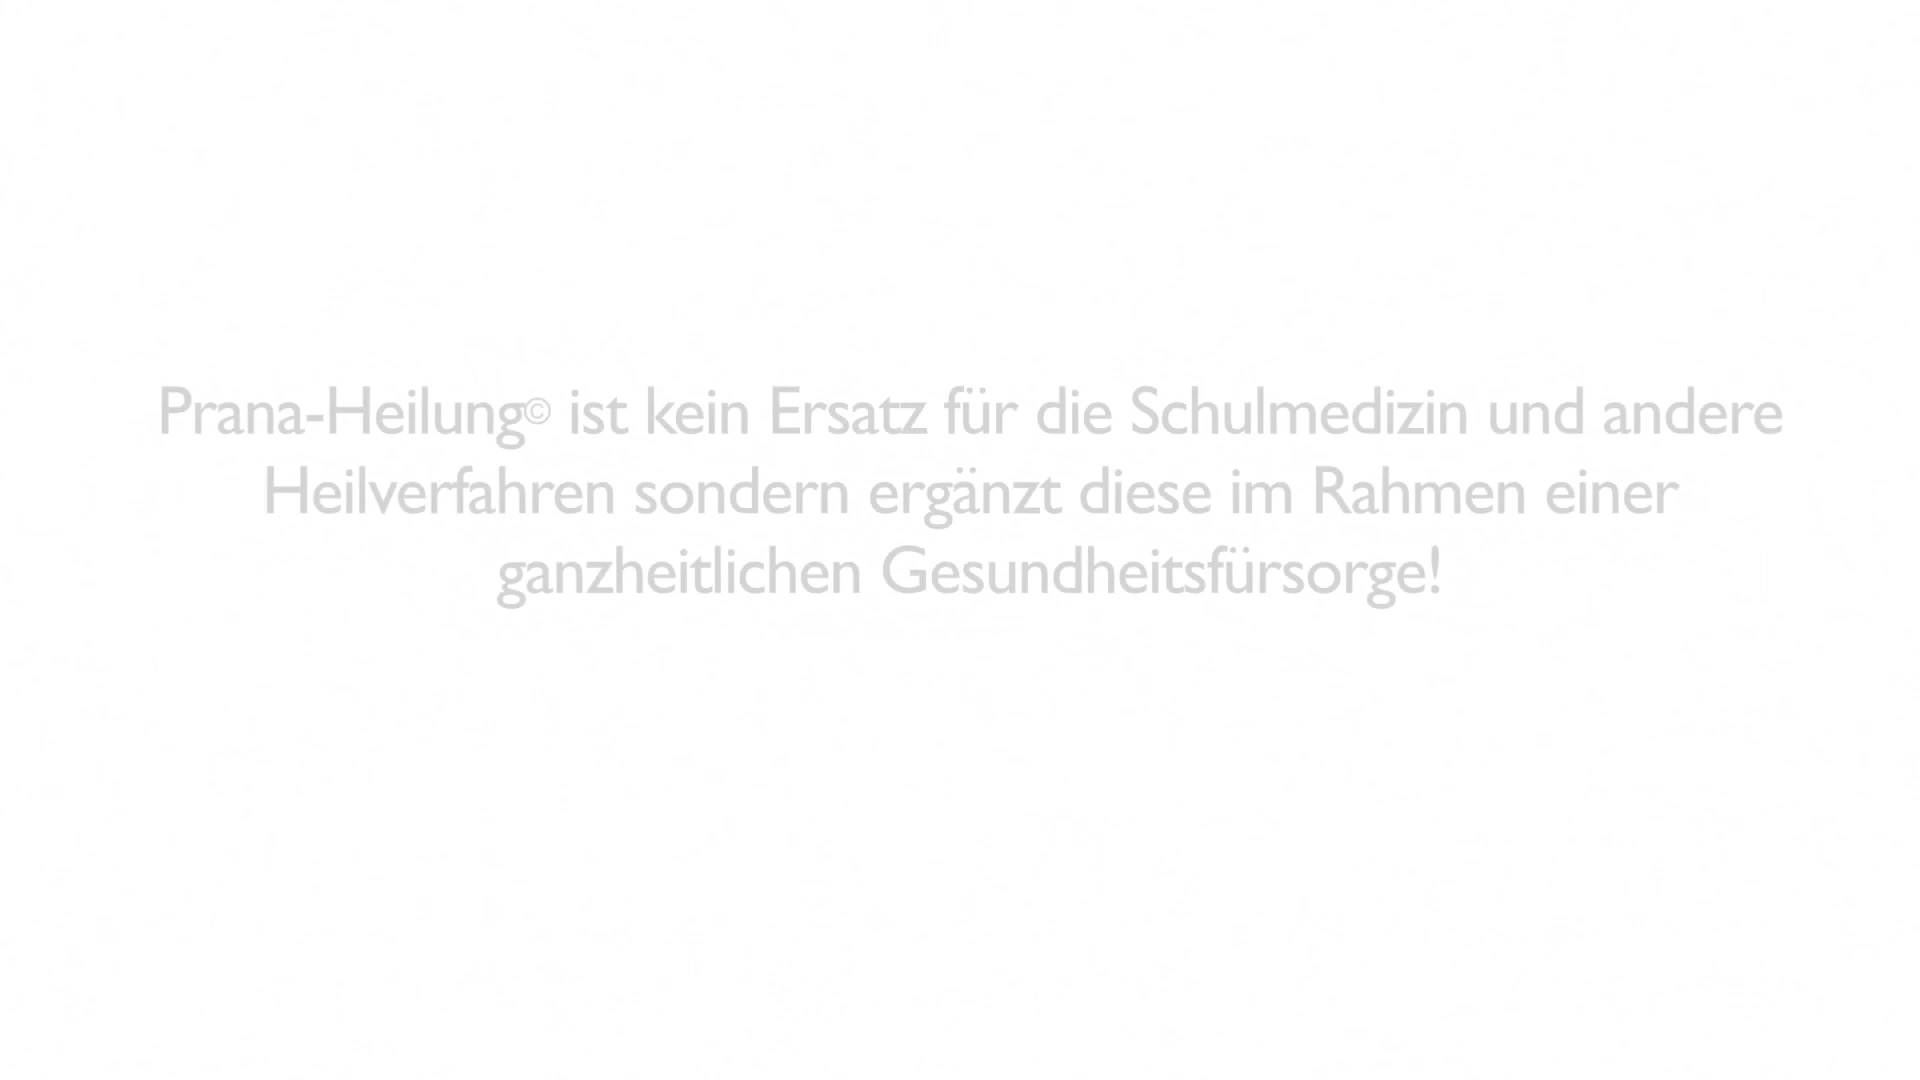 Prana-Heilung© ist kein Ersatz für die Schulmedizin und andere
Heilverfahren sondern ergänzt diese im Rahmen einer
ganzheitlichen Gesundheitsfürsorge!